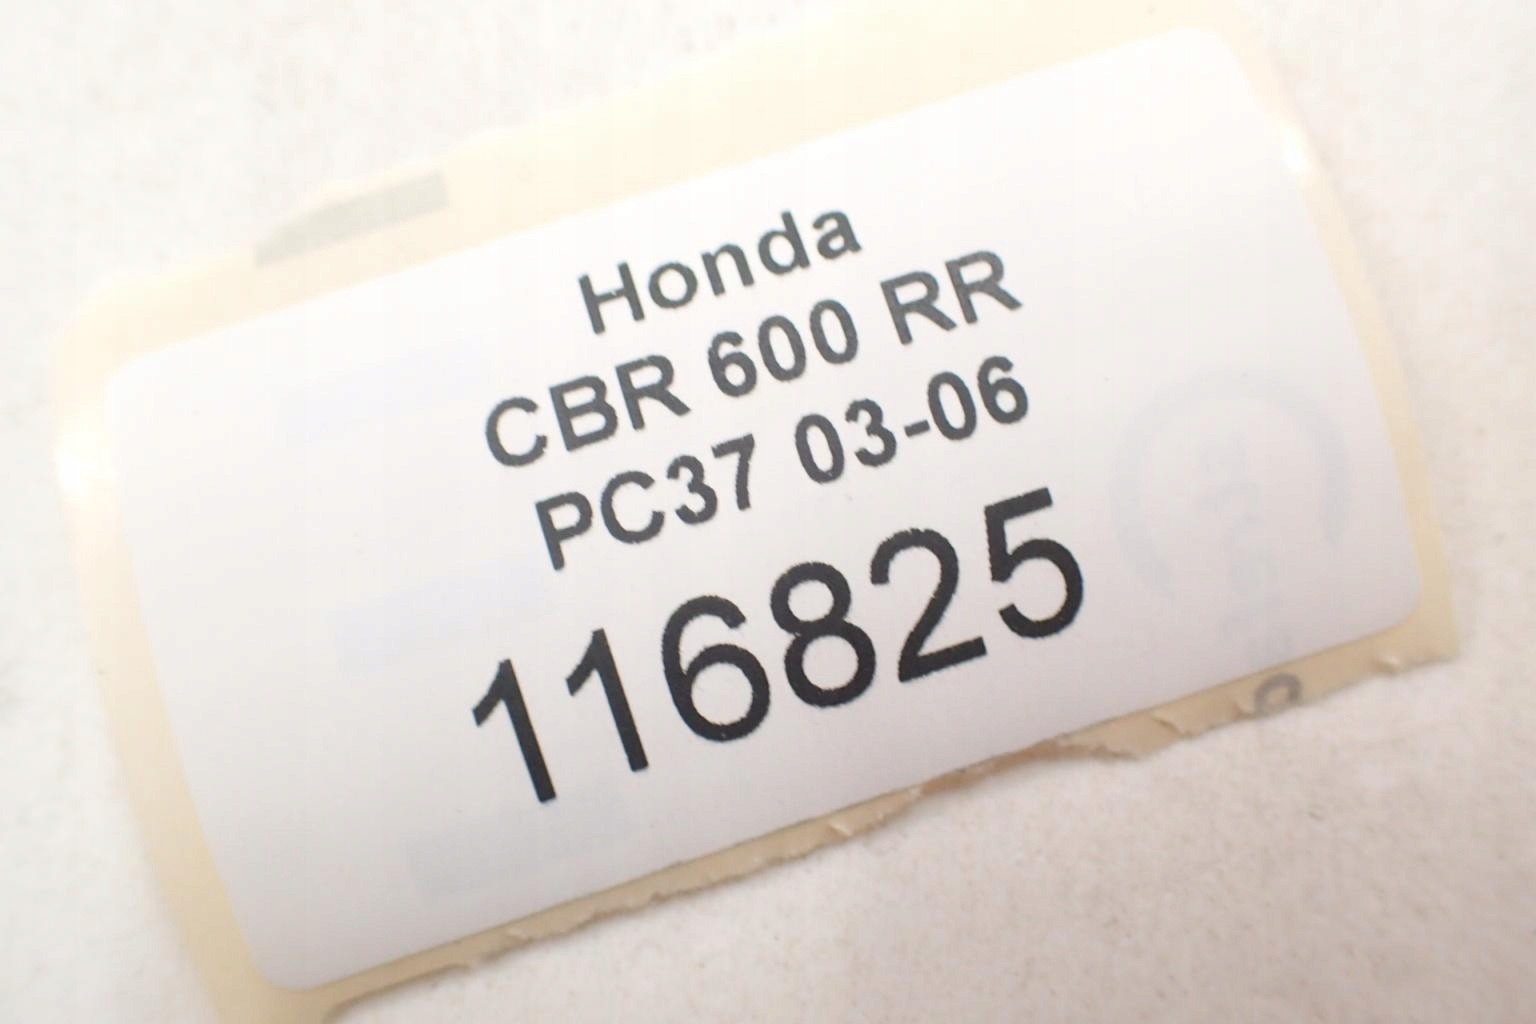 Honda
CBR 600 RR
PC37 03-06
116825